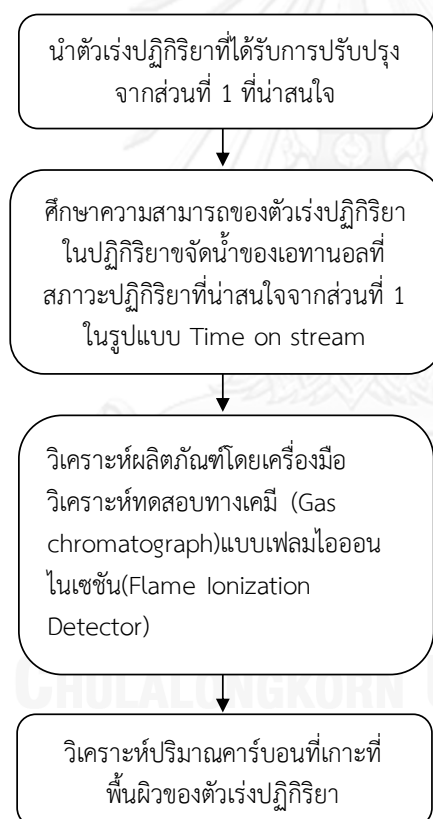 นำตัวเร่งปฏิกิริยาที่ได้รับการปรับปรุง
จากส่วนที่ 1 ที่น่าสนใจ
ศึกษาความสามารถของตัวเร่งปฏิกิริยา
ในปฏิกิริยาขจัดน้ำของเอทานอลที่
สภาวะปฏิกิริยาที่น่าสนใจจากส่วนที่ 1
ในรูปแบบ Time on stream
วิเคราะห์ผลิตภัณฑ์โดยเครื่องมือ
วิเคราะห์ทดสอบทางเคมี (Gas
chromatograph)แบบเฟลมไอออน
ไนเซชัน(Flame Ionization
Detector)
CHULALONGKORN
วิเคราะห์ปริมาณคาร์บอนที่เกาะที่
พื้นผิวของตัวเร่งปฏิกิริยา